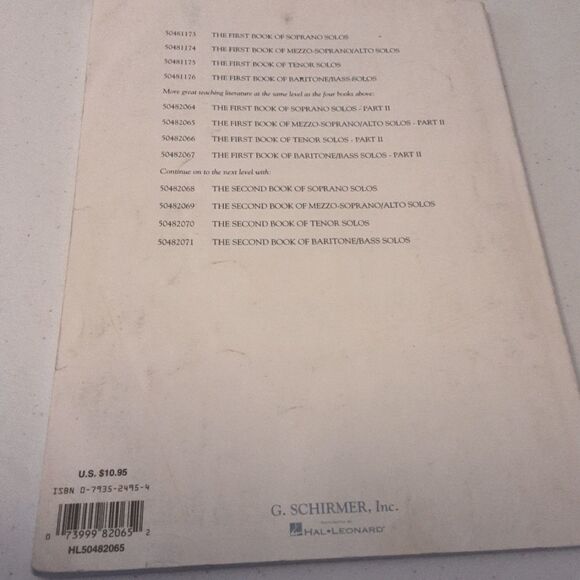 50481173 THE FIRST BOOK OF SOPRANO SOLOS
50481174 THE FIRST BOOK OF MEZZO-SOPRANO/ALTO SOLOS
50481175 THE FIRST BOOK OF TENOR SOLOS
50481176 THE FIRST BOOK OF BARITONE/BASS SOLOS
More great teaching literature at the same level as the four books above:
50482064 THE FIRST BOOK OF SOPRANO SOLOS - PART II
50482065 THE FIRST BOOK OF MEZZO-SOPRANO/ALTO SOLOS - PART II
50482066 THE FIRST BOOK OF TENOR SOLOS - PART II
50482067 THE FIRST BOOK OF BARITONE/BASS SOLOS - PART II
Continue on to the next level with:
50482068 THE SECOND BOOK OF SOPRANO SOLOS
50482069 THE SECOND BOOK OF MEZZO-SOPRANO/ALTO SOLOS
50482070 THE SECOND BOOK OF TENOR SOLOS
50482071 THE SECOND BOOK OF BARITONE/BASS SOLOS
U.S. $10.95
ISBN 0-7935-2495-4
0 73999 82065 2
HL50482065
G. SCHIRMER, Inc.
HAL•LEONARD